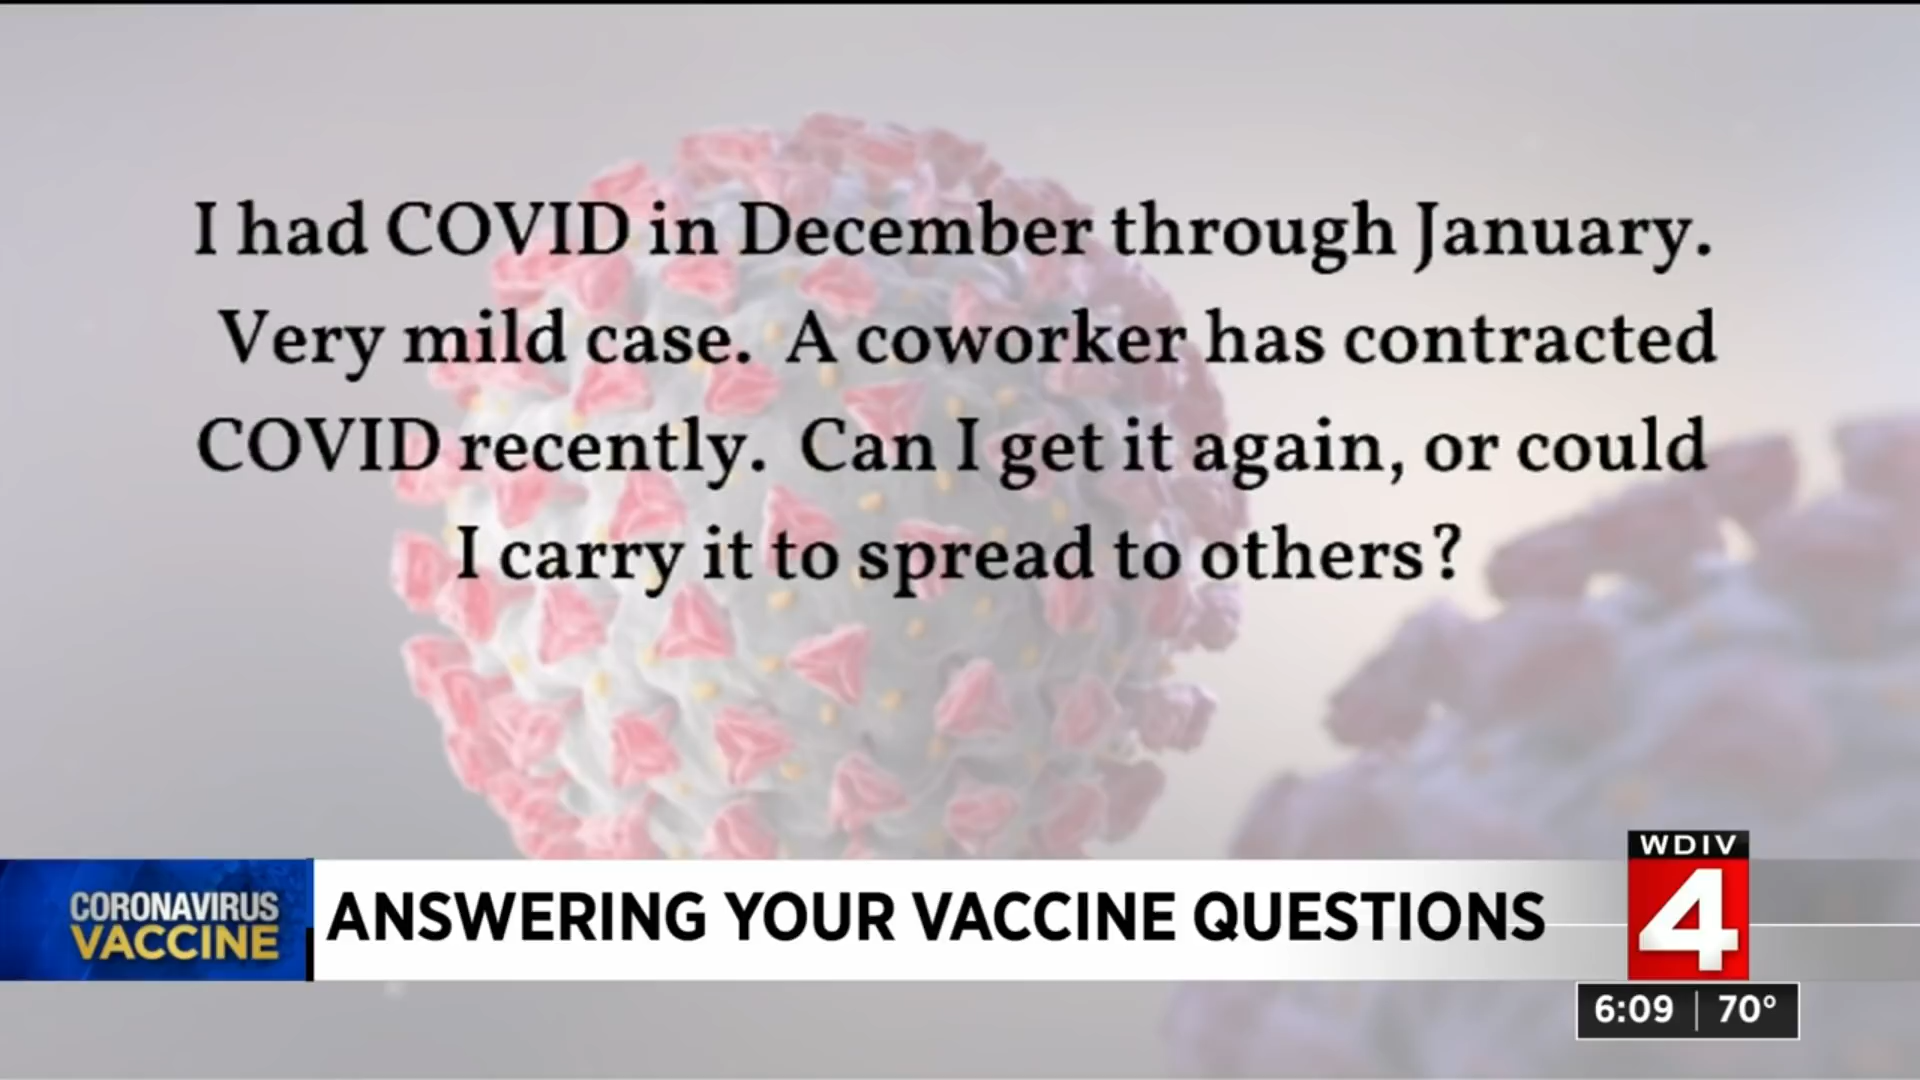 I had COVID in December through January.
Very mild case. A coworker has contracted
COVID recently. Can I get it again, or could
I carry it to spread to others?
WDIV
4
CORONAVIRUS
VACCINE
ANSWERING YOUR VACCINE QUESTIONS
6:09 70°